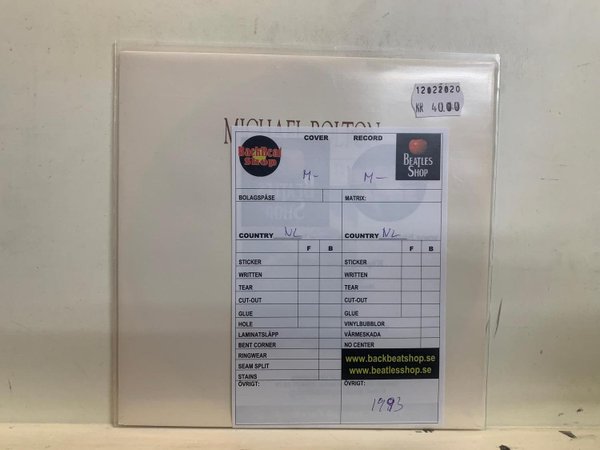 12022020
KR 40.00
MICHAEL BOLTON
COVER RECORD
BackBeat
Shop
BEATLES
SHOP
M- M-
BOLAGSPÅSE MATRIX:
COUNTRY NL COUNTRY NL
F B F B
STICKER STICKER
WRITTEN WRITTEN
TEAR TEAR
CUT-OUT CUT-OUT
GLUE GLUE
HOLE VINYLBUBBLOR
LAMINATSLÄPP VÄRMESKADA
BENT CORNER NO CENTER
RINGWEAR
SEAM SPLIT
STAINS
www.backbeatshop.se
www.beatlesshop.se
ÖVRIGT: ÖVRIGT:
1993